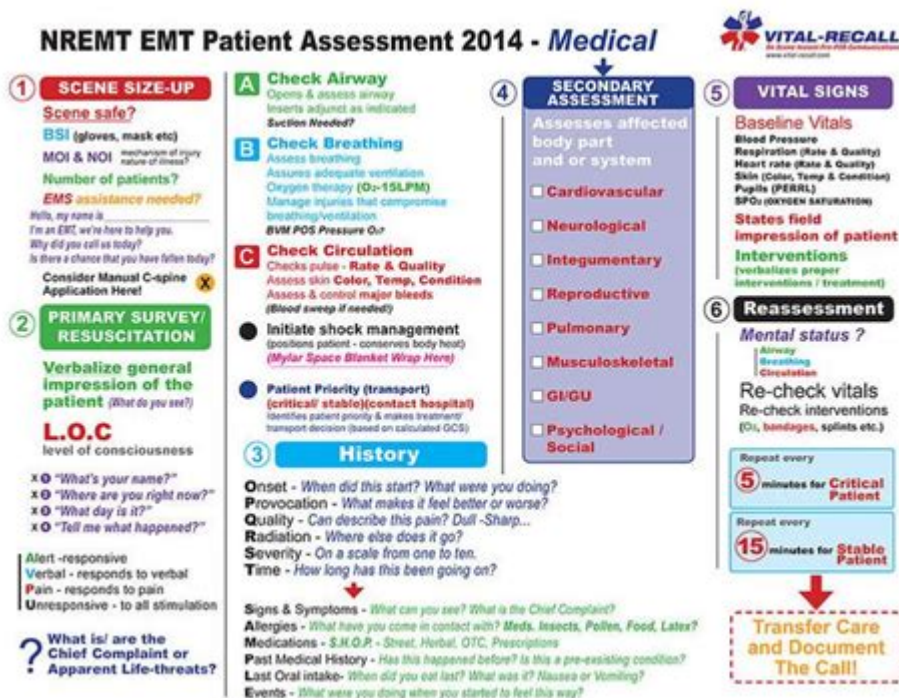 NREMT EMT Patient Assessment 2014 - Medical
VITAL-RECALL
www.vital-recall.com
1
SCENE SIZE-UP
Scene safe?
BSI (gloves, mask etc)
MOI & NOI mechanism of injury
nature of illness?
Number of patients?
EMS assistance needed?
Hello, my name is
I'm an EMT, we're here to help you.
Why did you call us today?
Is there a chance that you have fallen today?
Consider Manual C-spine
Application Here!
X
2
PRIMARY SURVEY/
RESUSCITATION
Verbalize general
impression of the
patient (What do you see?)
L.O.C
level of consciousness
X 1 "What's your name?"
X 2 "Where are you right now?"
X 3 "What day is it?"
X 4 "Tell me what happened?"
Alert -responsive
Verbal - responds to verbal
Pain - responds to pain
Unresponsive - to all stimulation
? What is/ are the
Chief Complaint or
Apparent Life-threats?
A Check Airway
Opens & assess airway
Inserts adjunct as indicated
Suction Needed?
B Check Breathing
Assess breathing
Assures adequate ventilation
Oxygen therapy (O₂-15LPM)
Manage injuries that compromise
breathing/ventilation
BVM POS Pressure O₂?
C Check Circulation
Checks pulse - Rate & Quality
Assess skin Color, Temp, Condition
Assess & control major bleeds
(Blood sweep if needed!)
Initiate shock management
(positions patient - conserves body heat)
(Mylar Space Blanket Wrap Here)
Patient Priority (transport)
(critical/ stable)(contact hospital)
Identifies patient priority & makes treatment/
transport decision (based on calculated GCS)
3
History
Onset - When did this start? What were you doing?
Provocation - What makes it feel better or worse?
Quality - Can describe this pain? Dull -Sharp...
Radiation - Where else does it go?
Severity - On a scale from one to ten.
Time - How long has this been going on?
Signs & Symptoms - What can you see? What is the Chief Complaint?
Allergies - What have you come in contact with? Meds. Insects, Pollen, Food, Latex?
Medications - S.H.O.P. - Street, Herbal, OTC, Prescriptions
Past Medical History - Has this happened before? Is this a pre-existing condition?
Last Oral intake- When did you eat last? What was it? Nausea or Vomiting?
Events - What were you doing when you started to feel this way?
4
SECONDARY
ASSESSMENT
Assesses affected
body part
and or system
Cardiovascular
Neurological
Integumentary
Reproductive
Pulmonary
Musculoskeletal
GI/GU
Psychological /
Social
5
VITAL SIGNS
Baseline Vitals
Blood Pressure
Respiration (Rate & Quality)
Heart rate (Rate & Quality)
Skin (Color, Temp & Condition)
Pupils (PERRL)
SPO₂ (OXYGEN SATURATION)
States field
impression of patient
Interventions
(verbalizes proper
interventions / treatment)
6
Reassessment
Mental status ?
Airway
Breathing
Circulation
Re-check vitals
Re-check interventions
(O₂, bandages, splints etc.)
Repeat every
5 minutes for Critical
Patient
Repeat every
15 minutes for Stable
Patient
Transfer Care
and Document
The Call!